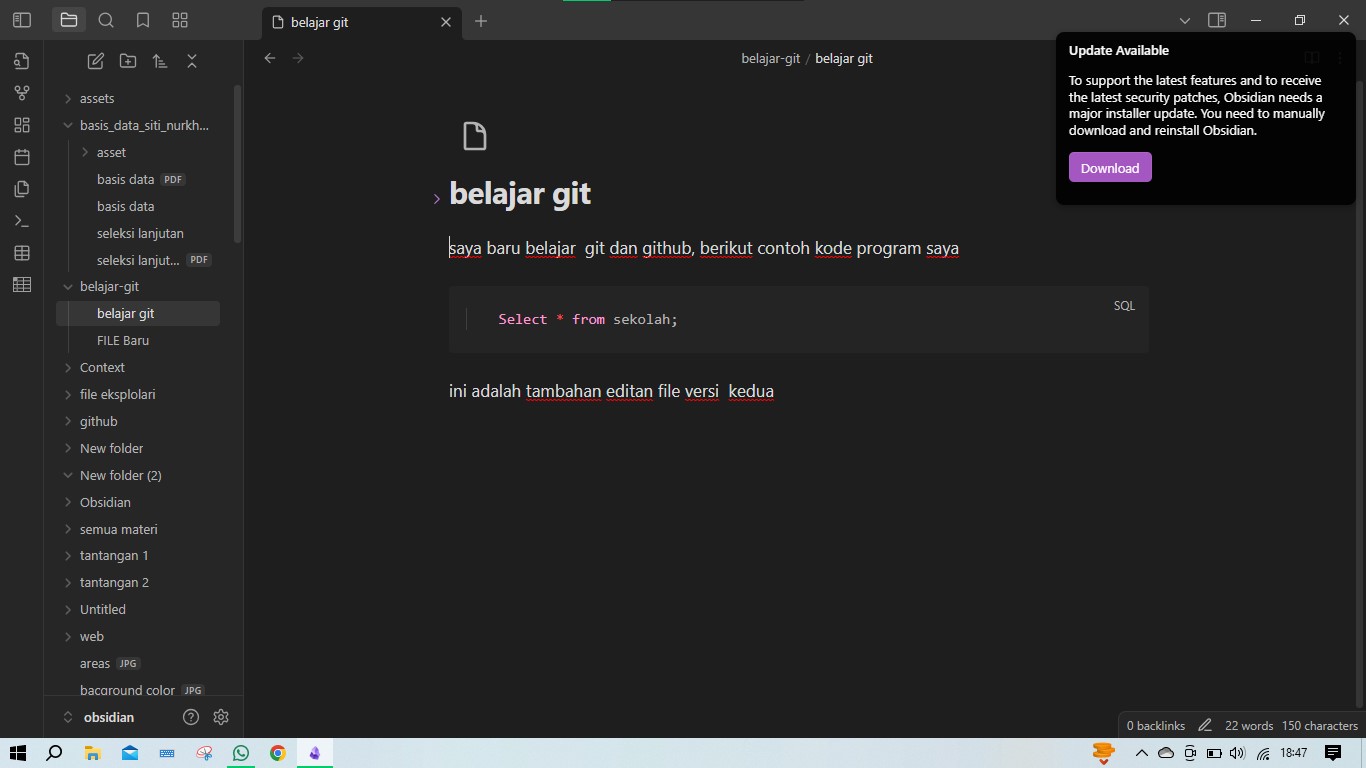 belajar git
belajar-git / belajar git
Update Available
To support the latest features and to receive
the latest security patches, Obsidian needs a
major installer update. You need to manually
download and reinstall Obsidian.
Download
assets
basis_data_siti_nurkh...
asset
basis data PDF
basis data
seleksi lanjutan
seleksi lanjut... PDF
belajar-git
belajar git
FILE Baru
Context
file eksplolari
github
New folder
New folder (2)
Obsidian
semua materi
tantangan 1
tantangan 2
Untitled
web
areas JPG
bacground color JPG
obsidian
belajar git
saya baru belajar  git dan github, berikut contoh kode program saya
SQL
Select * from sekolah;
ini adalah tambahan editan file versi  kedua
0 backlinks 22 words 150 characters
18:47